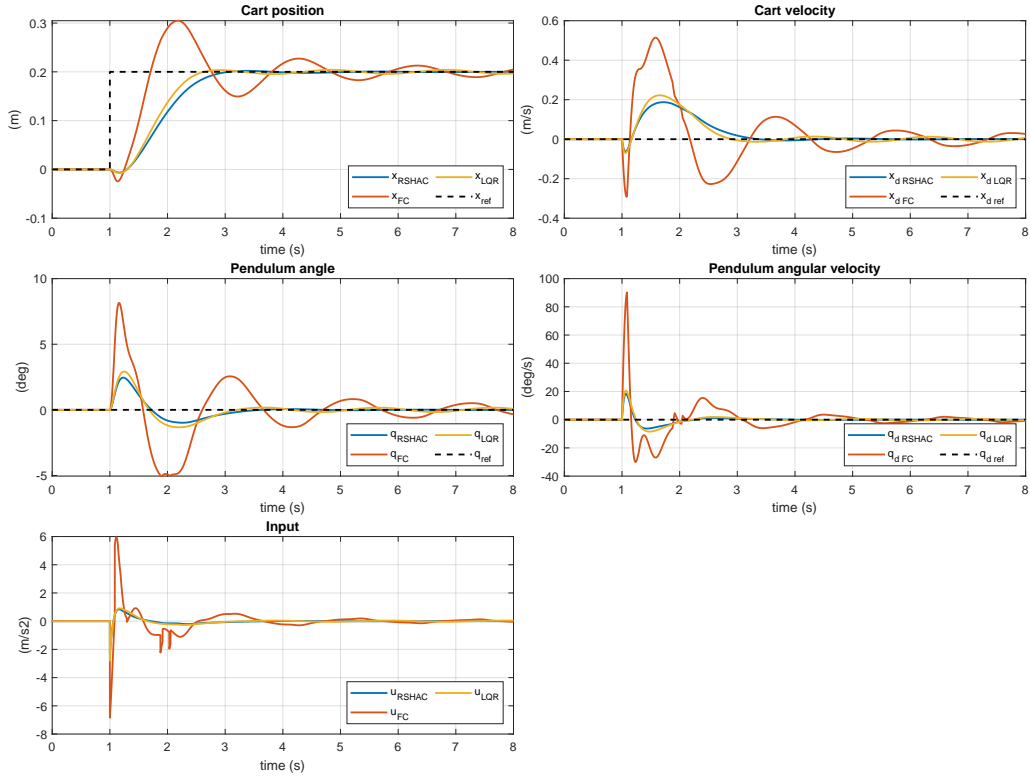 Cart position
0.3
0.2
0.1
0
-0.1
(m)
0 1 2 3 4 5 6 7 8
time (s)
x_RSHAC x_LQR
x_FC x_ref
Cart velocity
0.6
0.4
0.2
0
-0.2
-0.4
(m/s)
0 1 2 3 4 5 6 7 8
time (s)
x_d RSHAC x_d LQR
x_d FC x_d ref
Pendulum angle
10
5
0
-5
(deg)
0 1 2 3 4 5 6 7 8
time (s)
q_RSHAC q_LQR
q_FC q_ref
Pendulum angular velocity
100
80
60
40
20
0
-20
-40
(deg/s)
0 1 2 3 4 5 6 7 8
time (s)
q_d RSHAC q_d LQR
q_d FC q_d ref
Input
6
4
2
0
-2
-4
-6
-8
(m/s2)
0 1 2 3 4 5 6 7 8
time (s)
u_RSHAC u_LQR
u_FC